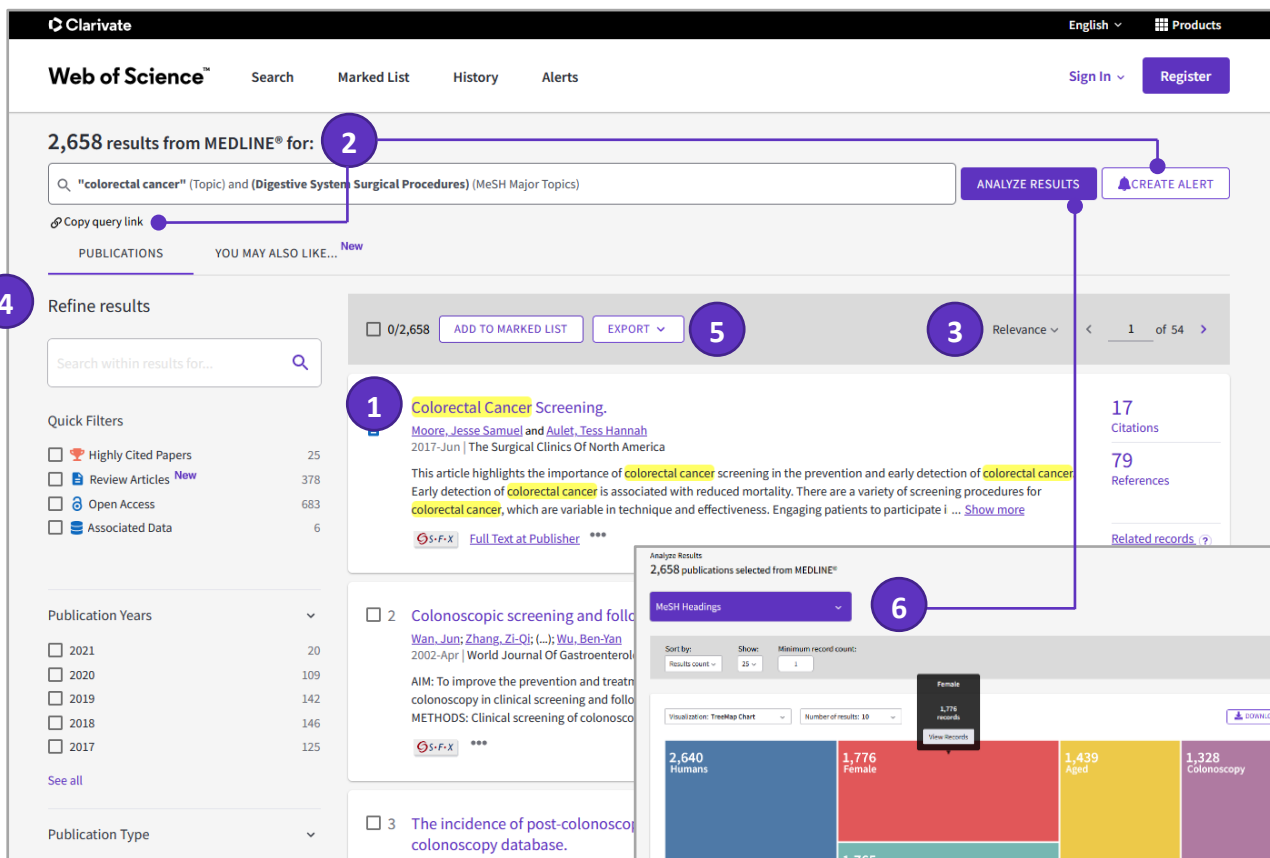 Clarivate
English
Products
Web of Science™
Search
Marked List
History
Alerts
Sign In
Register
2,658 results from MEDLINE® for:
2
"colorectal cancer" (Topic) and (Digestive System Surgical Procedures) (MeSH Major Topics)
ANALYZE RESULTS
CREATE ALERT
Copy query link
PUBLICATIONS
YOU MAY ALSO LIKE... New
4
Refine results
Search within results for...
Quick Filters
Highly Cited Papers 25
Review Articles New 378
Open Access 683
Associated Data 6
Publication Years
2021 20
2020 109
2019 142
2018 146
2017 125
See all
Publication Type
0/2,658
ADD TO MARKED LIST
EXPORT
5
3
Relevance
1 of 54
1
Colorectal Cancer Screening.
Moore, Jesse Samuel and Aulet, Tess Hannah
2017-Jun | The Surgical Clinics Of North America
This article highlights the importance of colorectal cancer screening in the prevention and early detection of colorectal cancer
Early detection of colorectal cancer is associated with reduced mortality. There are a variety of screening procedures for
colorectal cancer, which are variable in technique and effectiveness. Engaging patients to participate i ... Show more
S·F·X Full Text at Publisher •••
17
Citations
79
References
Related records ?
2 Colonoscopic screening and follo
Wan, Jun; Zhang, Zi-Qi; (...); Wu, Ben-Yan
2002-Apr | World Journal Of Gastroenterol
AIM: To improve the prevention and treatm
colonoscopy in clinical screening and follo
METHODS: Clinical screening of colonosco
S·F·X •••
3 The incidence of post-colonoscop
colonoscopy database.
Analyze Results
2,658 publications selected from MEDLINE®
MeSH Headings
6
Sort by:
Show:
Minimum record count:
Results count
25
1
Female
1,776
records
View Records
Visualization: TreeMap Chart
Number of results: 10
DOWNLO
2,640
Humans
1,776
Female
1,439
Aged
1,328
Colonoscopy
1,765